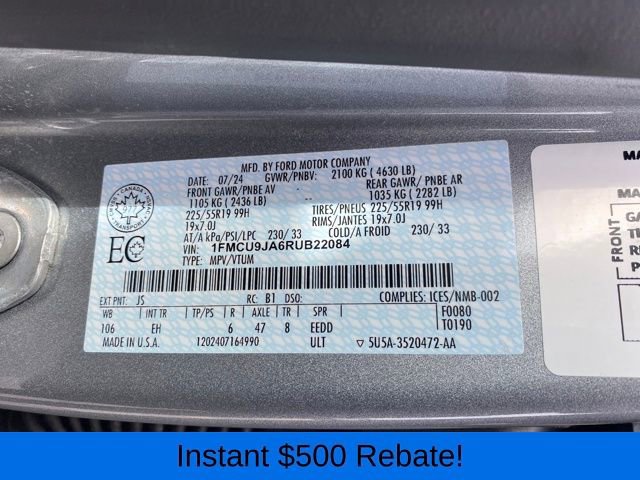 MFD. BY FORD MOTOR COMPANY
DATE: 07/24 GVWR/PNBV: 2100 KG ( 4630 LB)
FRONT GAWR/PNBE AV REAR GAWR/ PNBE AR
1105 KG ( 2436 LB) 1035 KG ( 2282 LB)
225/55R19 99H TIRES/PNEUS 225/55R19 99H
19x7.0J RIMS/JANTES 19x7.0J
AT/A kPa/PSI/LPC 230/ 33 COLD/A FROID 230/ 33
VIN: 1FMCU9JA6RUB22084
TYPE: MPV/VTUM
CANADA
TRANSPORT
EC
EXT PNT: JS RC: B1 DSO: COMPLIES: ICES/NMB-002
WB INT TR TP/PS R AXLE TR SPR F0080
106 EH 6 47 8 EEDD T0190
MADE IN U.S.A. 1202407164990 ULT ▽ 5U5A-3520472-AA
FRONT
Instant $500 Rebate!